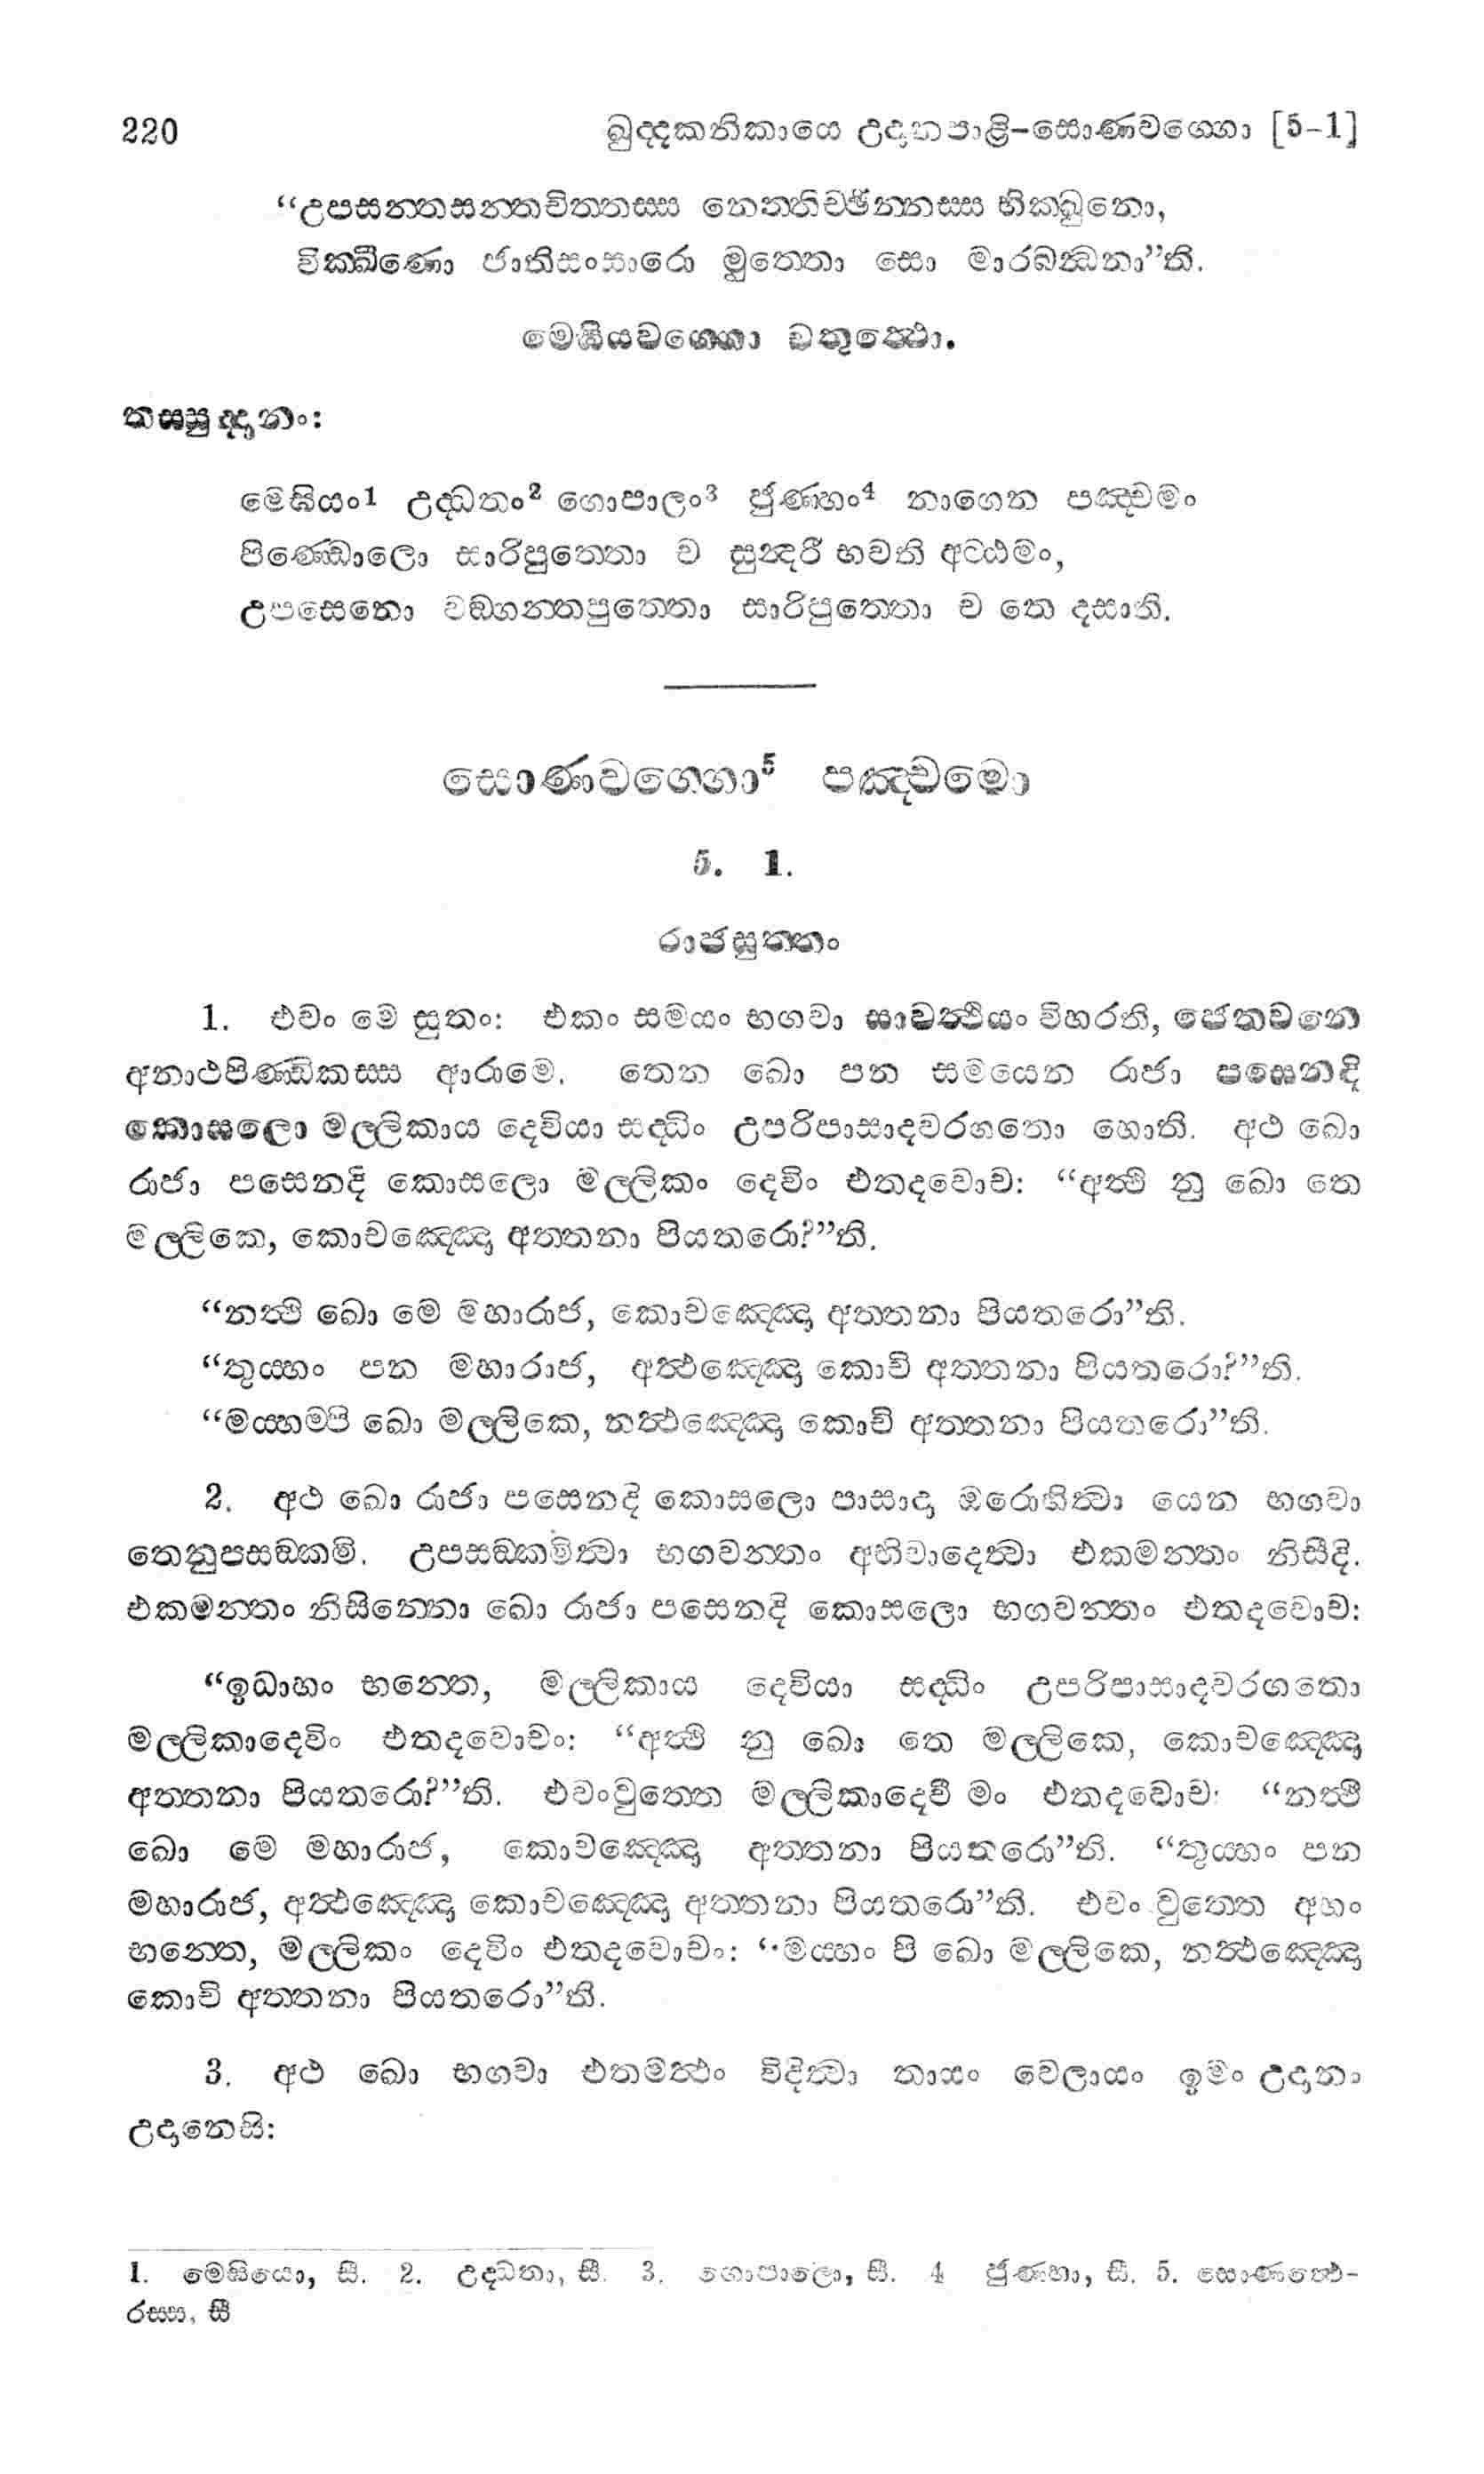 220 ඛුද්දකනිකායෙ උදානපාළි-සොණවග්ගො [5-1]
“උපසන්තසන්තචිත්තස්ස නෙත්තිච්ඡින්නස්ස භික්ඛුනො,
වික්ඛීණො ජාතිසංසාරො මුත්තො සො මාරබන්ධනා”ති.
මෙඝියවග්ගො චතුත්ථො.
තස්සුද්දානං:
මෙඝියං1 උද්ධතං2 ගොපාලං3 ජුණ්හං4 නාගෙන පඤ්චමං
පිණ්ඩොලො සාරිපුත්තො ච සුන්දරී භවති අට්ඨමං,
උපසෙනො වඞ්ගන්තපුත්තො සාරිපුත්තො ච තෙ දසාති.
සොණවග්ගො5 පඤ්චමො
5. 1.
රාජසුත්තං
1. එවං මෙ සුතං: එකං සමයං භගවා සාවත්ථියං විහරති, ජෙතවනෙ
අනාථපිණ්ඩිකස්ස ආරාමෙ. තෙන ඛො පන සමයෙන රාජා පසෙනදි
කොසලො මල්ලිකාය දෙවියා සද්ධිං උපරිපාසාදවරගතො හොති. අථ ඛො
රාජා පසෙනදි කොසලො මල්ලිකං දෙවිං එතදවොච: “අත්ථි නු ඛො තෙ
මල්ලිකෙ, කොචඤ්ඤො අත්තනා පියතරො?”ති.
“නත්ථි ඛො මෙ මහාරාජ, කොචඤ්ඤො අත්තනා පියතරො”ති.
“තුය්හං පන මහාරාජ, අත්ථඤ්ඤො කොචි අත්තනා පියතරො?”ති.
“මය්හම්පි ඛො මල්ලිකෙ, නත්ථඤ්ඤො කොචි අත්තනා පියතරො”ති.
2. අථ ඛො රාජා පසෙනදි කොසලො පාසාදා ඔරොහිත්වා යෙන භගවා
තෙනුපසඞ්කමි. උපසඞ්කමිත්වා භගවන්තං අභිවාදෙත්වා එකමන්තං නිසීදි.
එකමන්තං නිසින්නො ඛො රාජා පසෙනදි කොසලො භගවන්තං එතදවොච:
“ඉධාහං භන්තෙ, මල්ලිකාය දෙවියා සද්ධිං උපරිපාසාදවරගතො
මල්ලිකාදෙවිං එතදවොචං: “අත්ථි නු ඛො තෙ මල්ලිකෙ, කොචඤ්ඤො
අත්තනා පියතරො?”ති. එවංවුත්තෙ මල්ලිකාදෙවී මං එතදවොච: “නත්ථි
ඛො මෙ මහාරාජ, කොචඤ්ඤො අත්තනා පියතරො”ති. “තුය්හං පන
මහාරාජ, අත්ථඤ්ඤො කොචඤ්ඤො අත්තනා පියතරො”ති. එවං වුත්තෙ අහං
භන්තෙ, මල්ලිකං දෙවිං එතදවොචං: “මය්හං පි ඛො මල්ලිකෙ, නත්ථඤ්ඤො
කොචි අත්තනා පියතරො”ති.
3. අථ ඛො භගවා එතමත්ථං විදිත්වා තායං වෙලායං ඉමං උදානං
උදානෙසි:
1. මෙඝියො, සී. 2. උද්ධතා, සී. 3. ගොපාලො, සී. 4 ජුණ්හා, සී. 5. සොණත්ථෙ-
රස්ස, සී